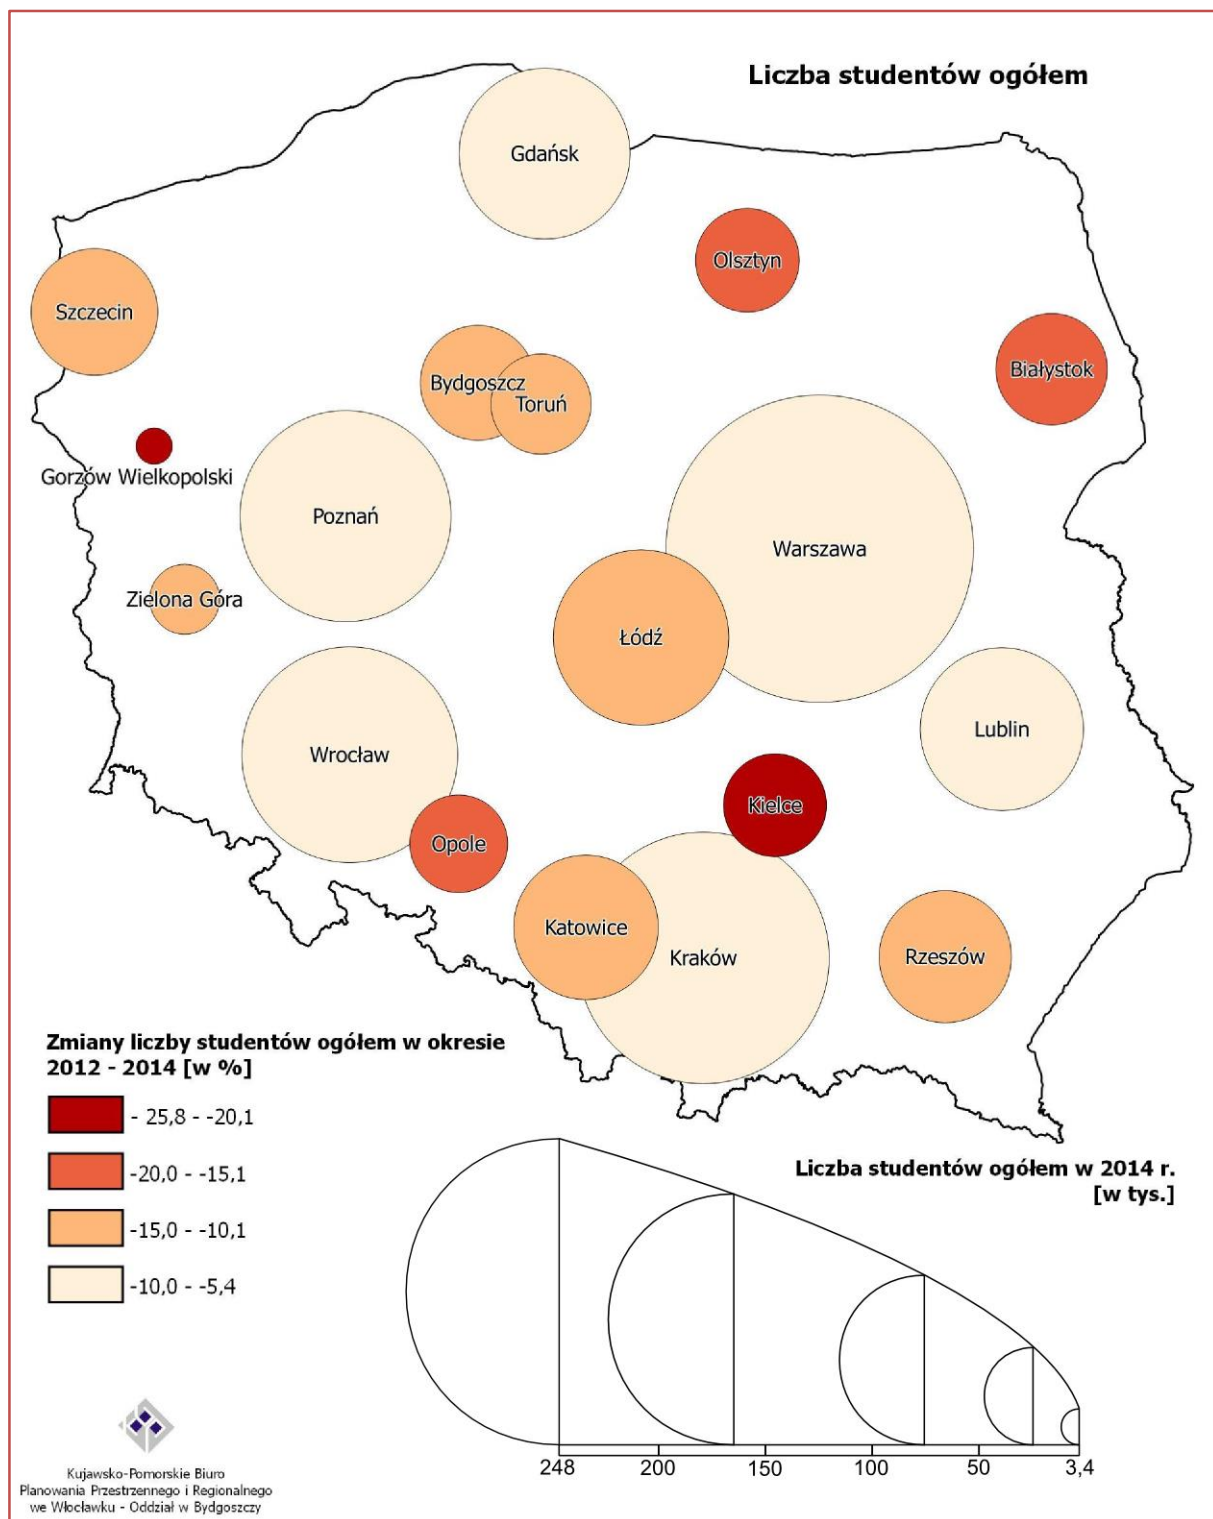 Liczba studentów ogółem
Gdańsk
Olsztyn
Szczecin
Białystok
Bydgoszcz
Toruń
Gorzów Wielkopolski
Poznań
Warszawa
Zielona Góra
Łódź
Lublin
Wrocław
Kielce
Opole
Katowice
Kraków
Rzeszów
Zmiany liczby studentów ogółem w okresie
2012 - 2014 [w %]
- 25,8 - -20,1
-20,0 - -15,1
-15,0 - -10,1
-10,0 - -5,4
Liczba studentów ogółem w 2014 r.
[w tys.]
248 200 150 100 50 3,4
Kujawsko-Pomorskie Biuro
Planowania Przestrzennego i Regionalnego
we Włocławku - Oddział w Bydgoszczy